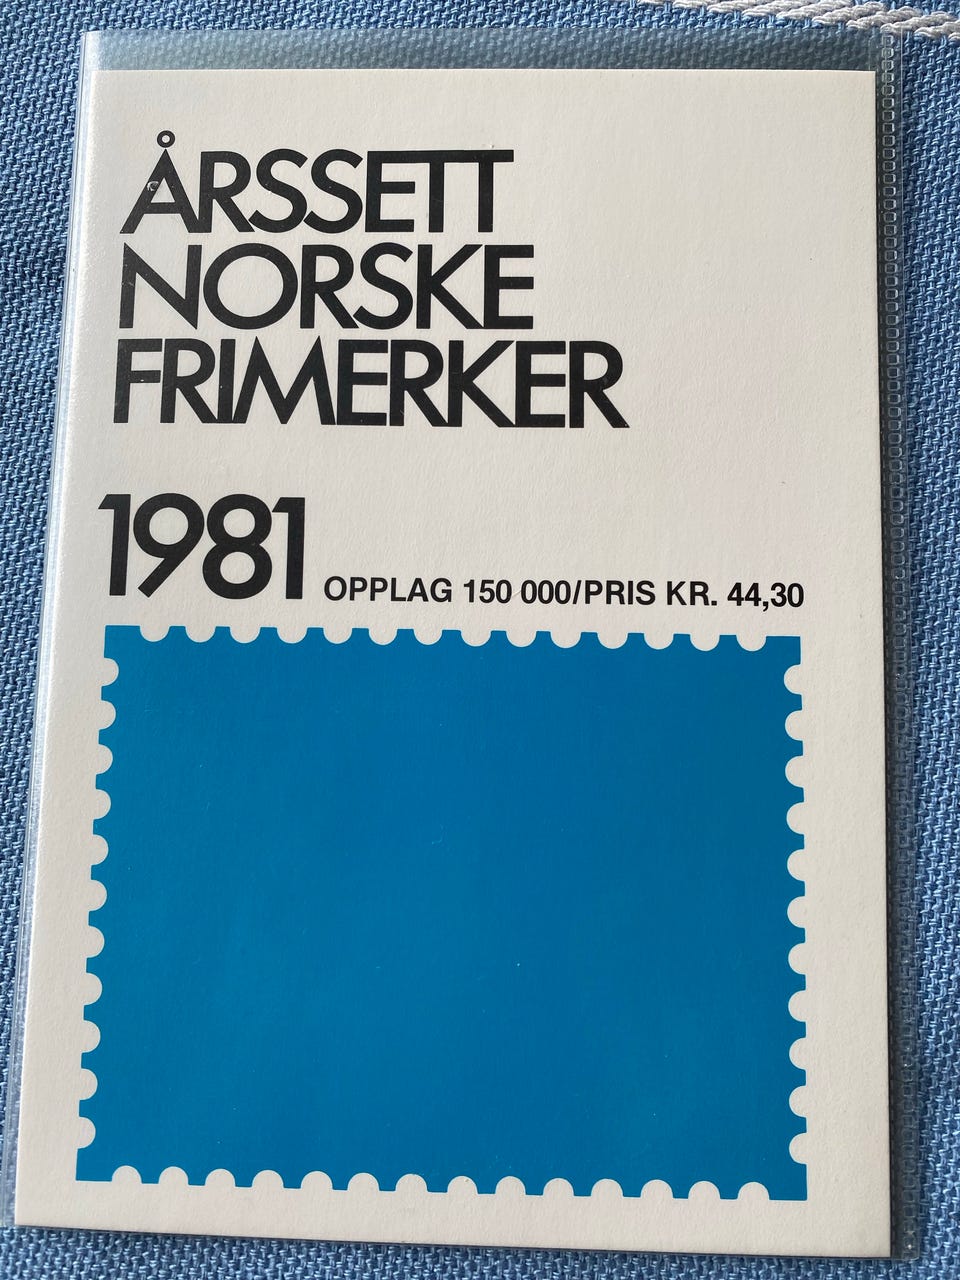 ÅRSSETT
NORSKE
FRIMERKER
1981 OPPLAG 150 000/PRIS KR. 44,30